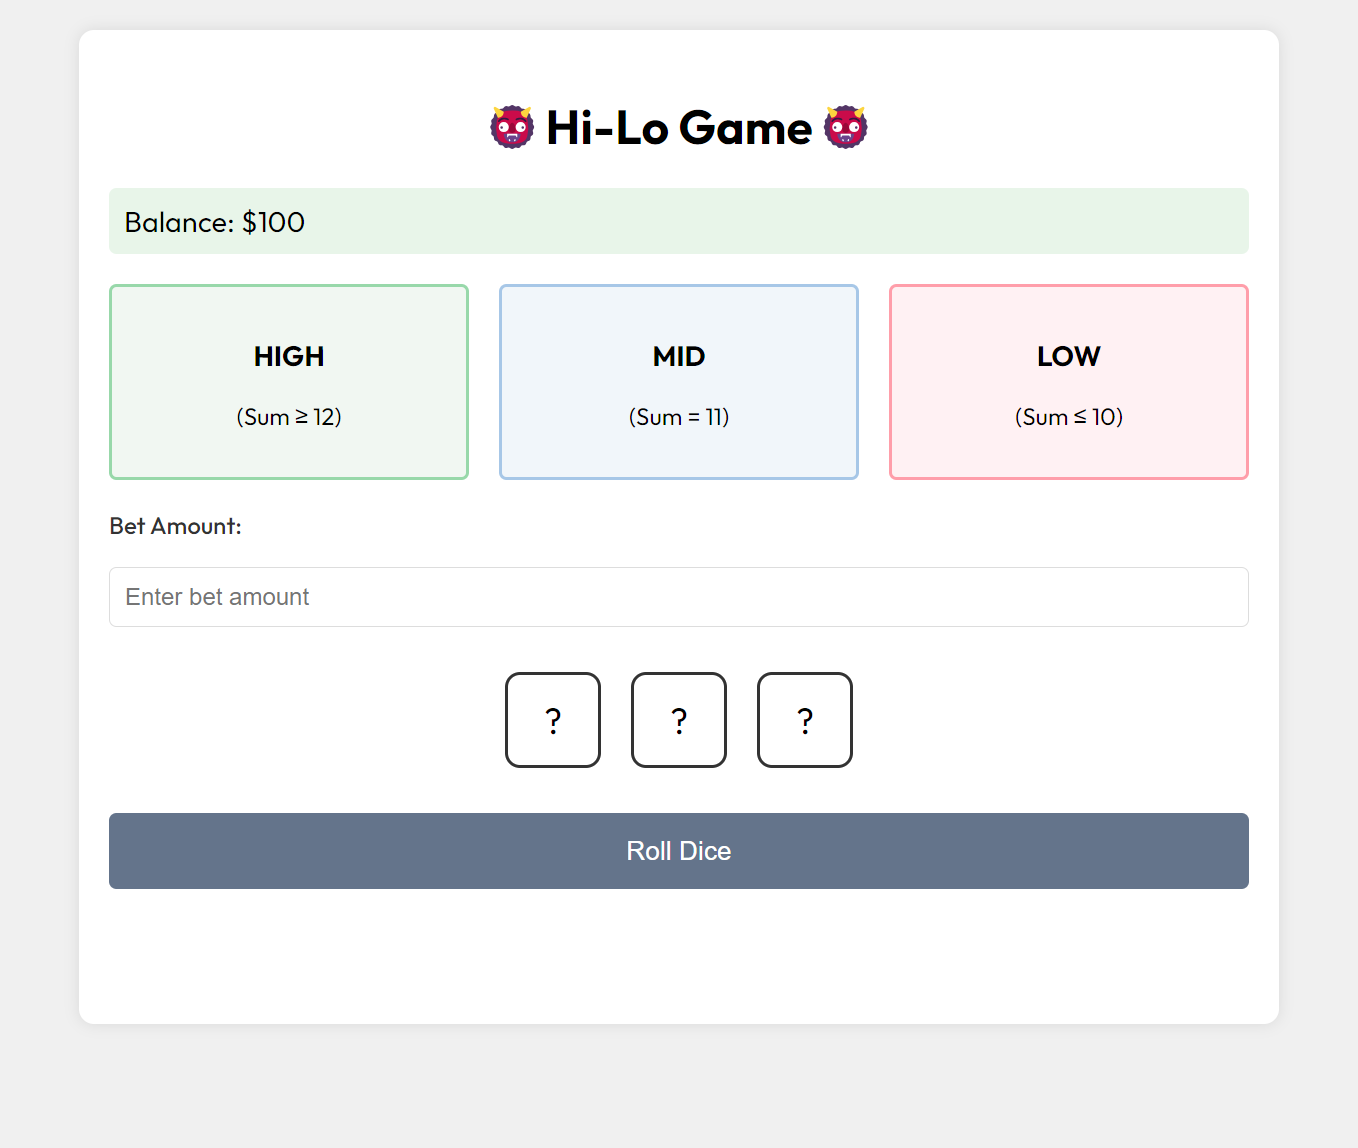 Hi-Lo Game
Balance: $100
HIGH
(Sum ≥ 12)
MID
(Sum = 11)
LOW
(Sum ≤ 10)
Bet Amount:
Enter bet amount
? ? ?
Roll Dice